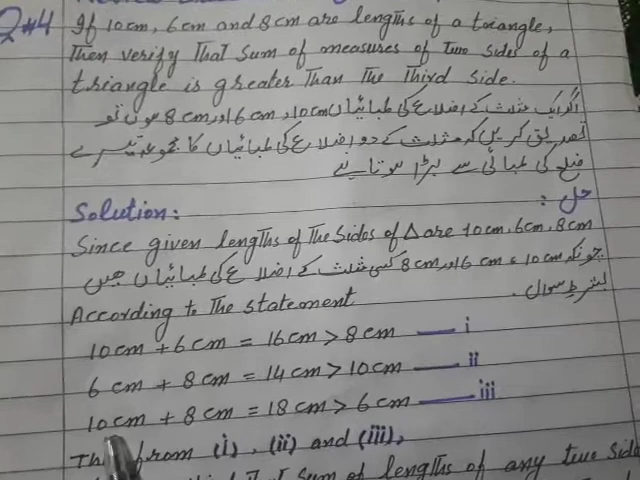 Q#4 If 10cm, 6cm and 8cm are lengths of a triangle,
Then verify That sum of measures of Two sides of a
triangle is greater Than The Third side.
اگر ایک مثلث کے اضلاع کی لمبائیاں 10cm، 6cm اور 8cm ہوں تو
تصدیق کریں کہ مثلث کے دو اضلاع کی لمبائیاں کا مجموعہ تیسرے
ضلع کی لمبائی سے بڑا ہوتا ہے
حل :
Solution:
Since given lengths of The Sides of Δ are 10cm, 6cm, 8cm
چونکہ 10cm، 6cm اور 8cm کسی مثلث کے اضلاع کی لمبائیاں ہیں
بشرطِ سوال.
According to The statement
10cm + 6cm = 16cm > 8cm — i
6cm + 8cm = 14cm > 10cm — ii
10cm + 8cm = 18cm > 6cm — iii
from (i), (ii) and (iii),
sum of lengths of any two side